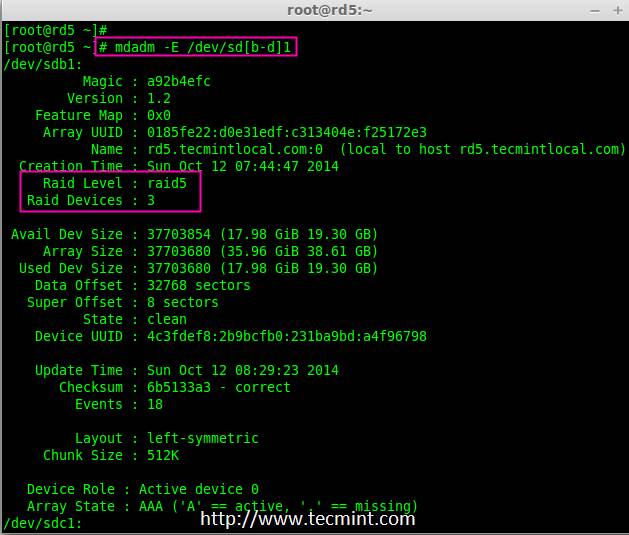 root@rd5:~
[root@rd5 ~]#
[root@rd5 ~]# mdadm -E /dev/sd[b-d]1
/dev/sdb1:
Magic : a92b4efc
Version : 1.2
Feature Map : 0x0
Array UUID : 0185fe22:d0e31edf:c313404e:f25172e3
Name : rd5.tecmintlocal.com:0  (local to host rd5.tecmintlocal.com)
Creation Time : Sun Oct 12 07:44:47 2014
Raid Level : raid5
Raid Devices : 3
Avail Dev Size : 37703854 (17.98 GiB 19.30 GB)
Array Size : 37703680 (35.96 GiB 38.61 GB)
Used Dev Size : 37703680 (17.98 GiB 19.30 GB)
Data Offset : 32768 sectors
Super Offset : 8 sectors
State : clean
Device UUID : 4c3fdef8:2b9bcfb0:231ba9bd:a4f96798
Update Time : Sun Oct 12 08:29:23 2014
Checksum : 6b5133a3 - correct
Events : 18
Layout : left-symmetric
Chunk Size : 512K
Device Role : Active device 0
Array State : AAA ('A' == active, '.' == missing)
/dev/sdc1:
http://www.tecmint.com